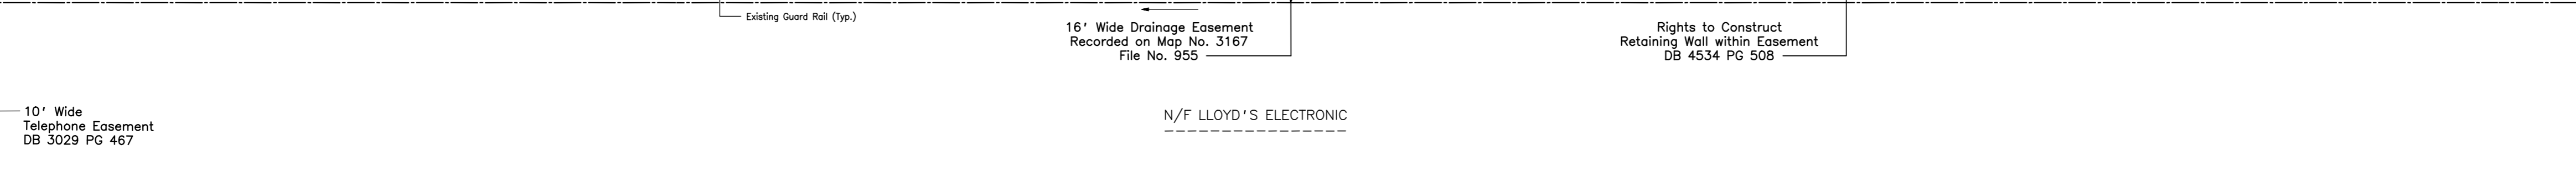 Existing Guard Rail (Typ.)
16' Wide Drainage Easement
Recorded on Map No. 3167
File No. 955
Rights to Construct
Retaining Wall within Easement
DB 4534 PG 508
10' Wide
Telephone Easement
DB 3029 PG 467
N/F LLOYD'S ELECTRONIC